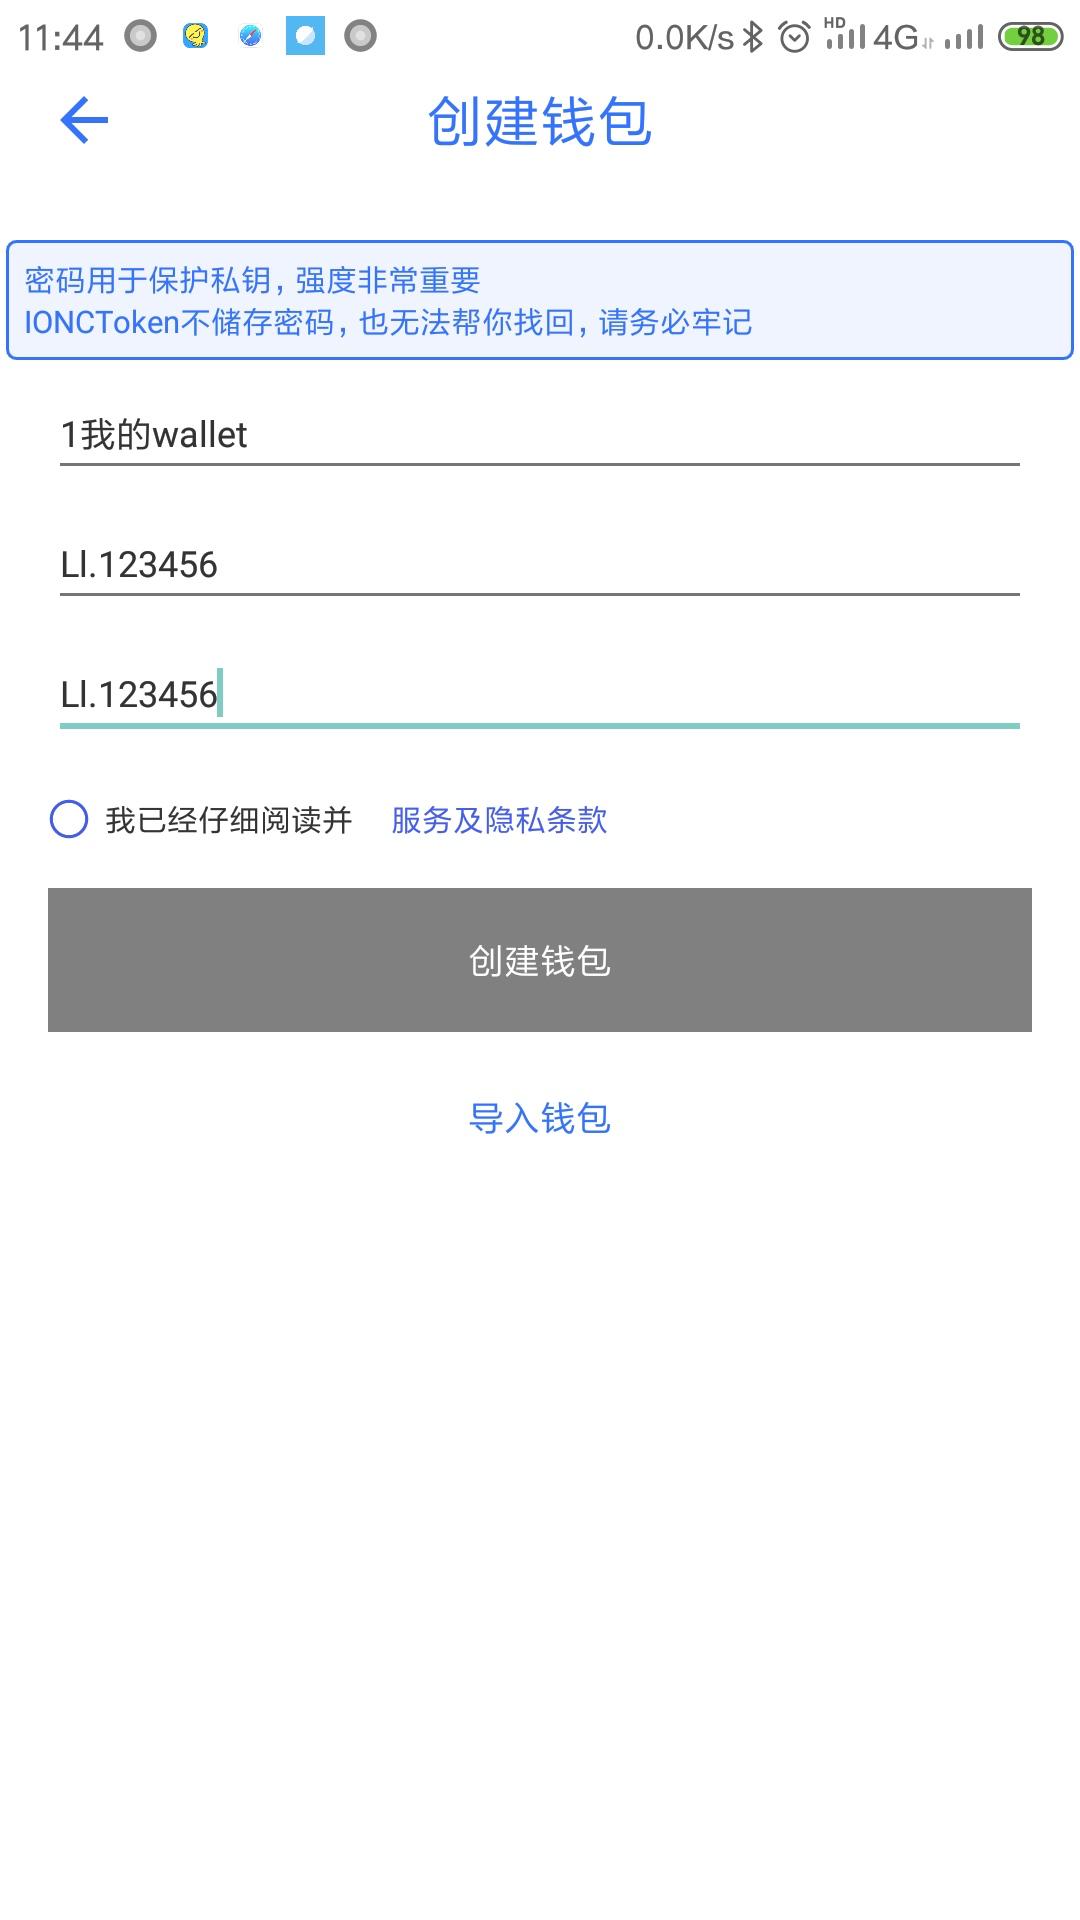 11:44 0.0K/s HD 4G 98
创建钱包
密码用于保护私钥，强度非常重要
IONCToken不储存密码，也无法帮你找回，请务必牢记
1我的wallet
Ll.123456
Ll.123456
我已经仔细阅读并 服务及隐私条款
创建钱包
导入钱包